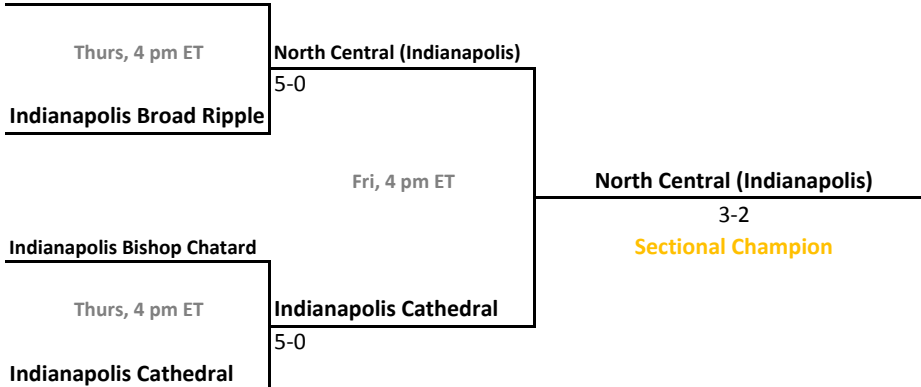 Thurs, 4 pm ET
North Central (Indianapolis)
5-0
Indianapolis Broad Ripple
Fri, 4 pm ET
North Central (Indianapolis)
3-2
Sectional Champion
Indianapolis Bishop Chatard
Thurs, 4 pm ET
Indianapolis Cathedral
5-0
Indianapolis Cathedral